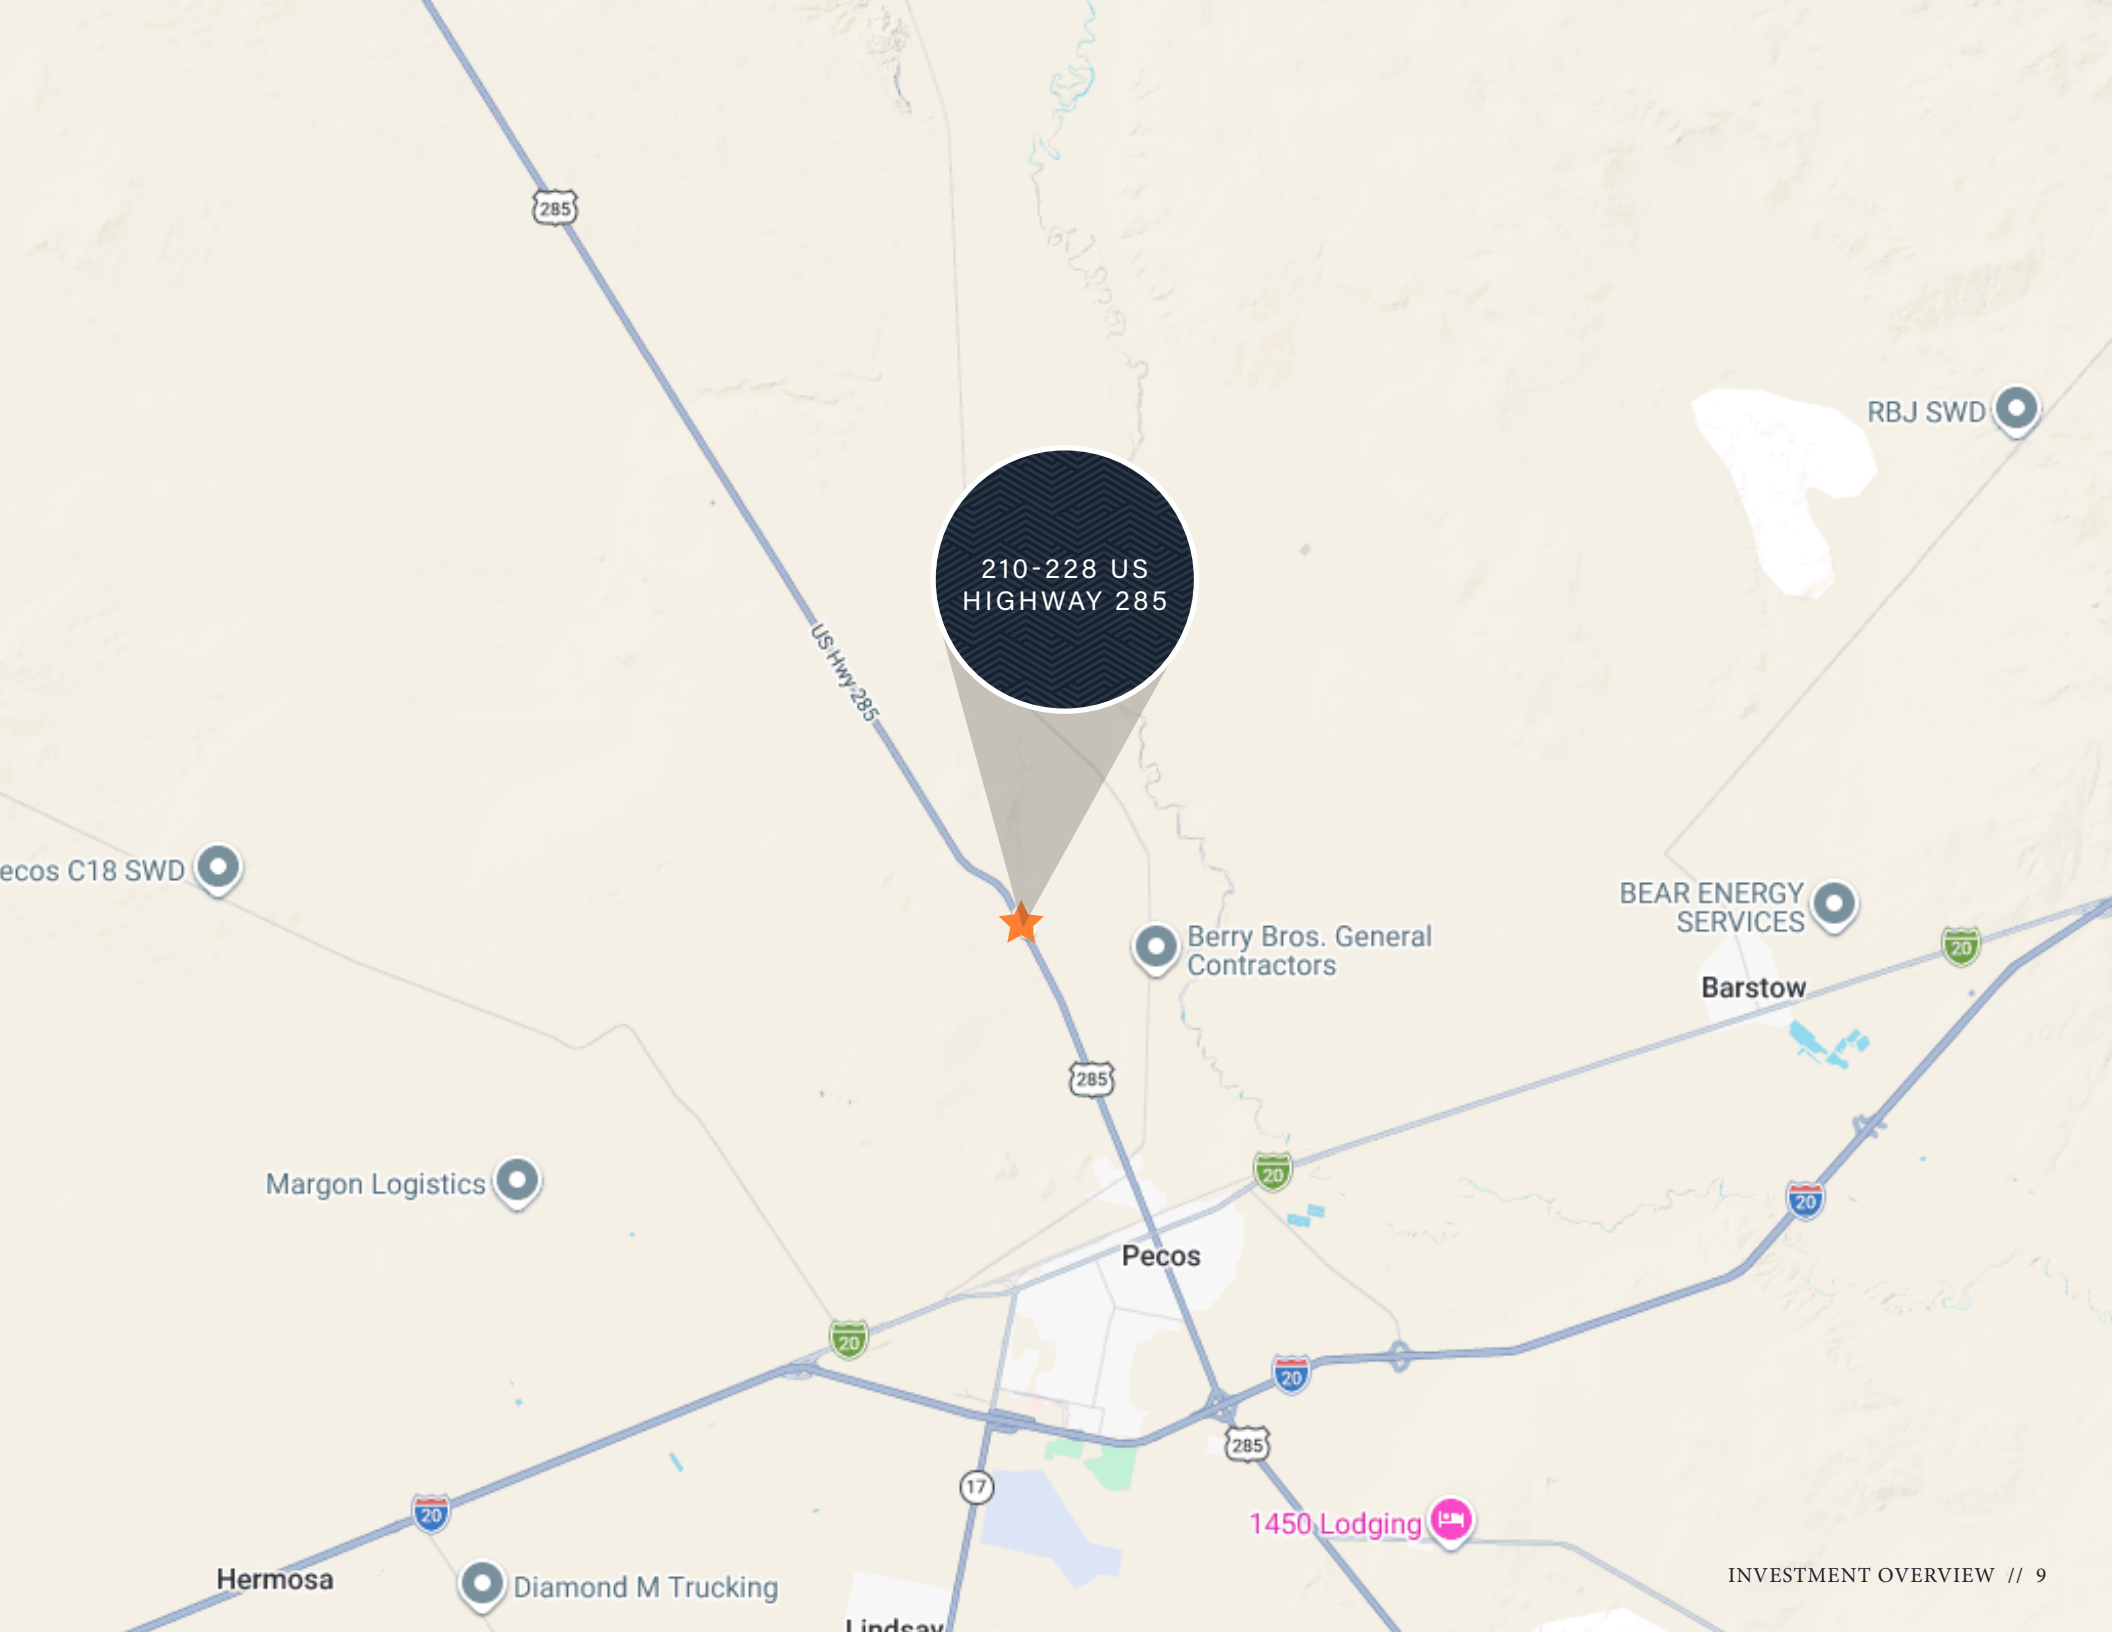 285
RBJ SWD
210-228 US
HIGHWAY 285
US Hwy 285
ecos C18 SWD
BEAR ENERGY
SERVICES
Berry Bros. General
Contractors
20
Barstow
285
20
Margon Logistics
20
Pecos
20
20
285
17
20
1450 Lodging
Hermosa
Diamond M Trucking
Lindsay
INVESTMENT OVERVIEW // 9